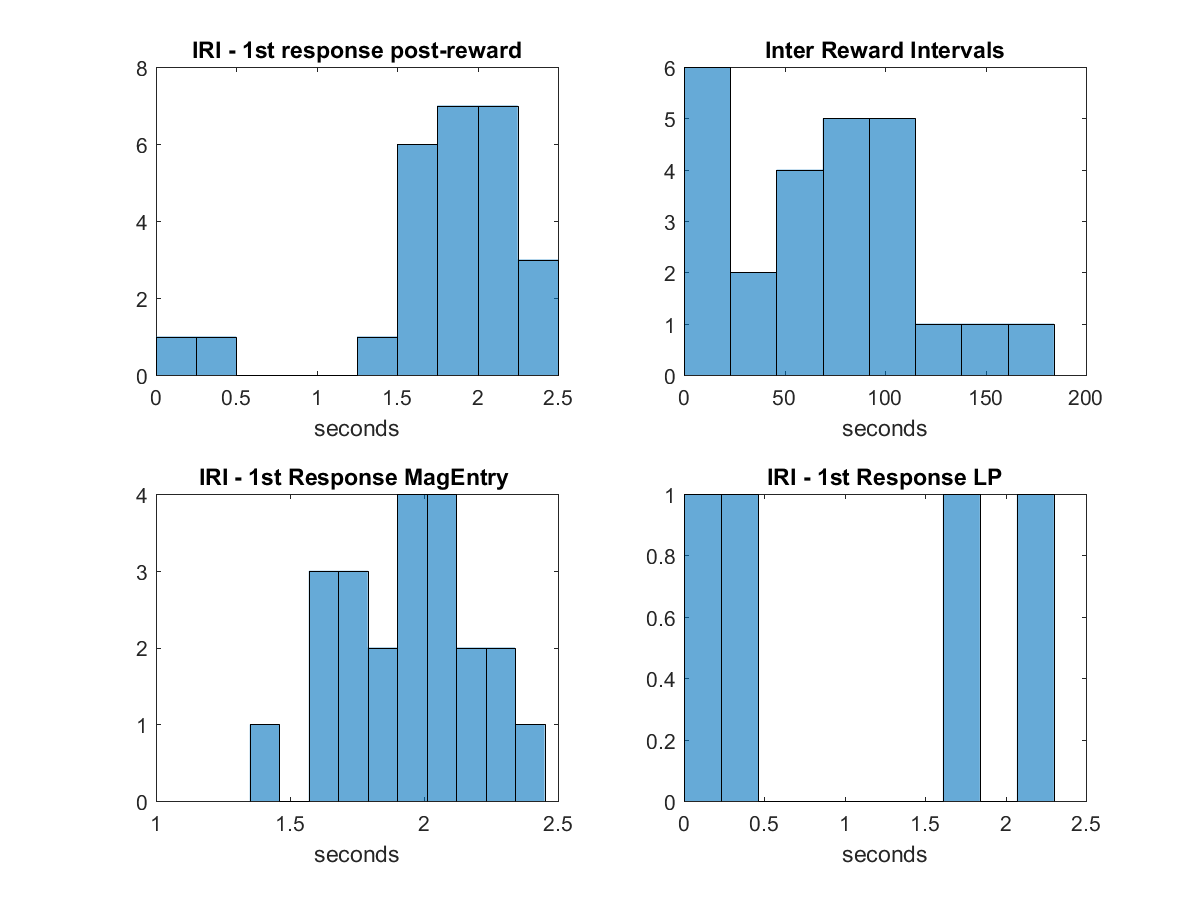 IRI - 1st response post-reward
8
6
4
2
0
0 0.5 1 1.5 2 2.5
seconds
Inter Reward Intervals
6
5
4
3
2
1
0
0 50 100 150 200
seconds
IRI - 1st Response MagEntry
4
3
2
1
0
1 1.5 2 2.5
seconds
IRI - 1st Response LP
1
0.8
0.6
0.4
0.2
0
0 0.5 1 1.5 2 2.5
seconds